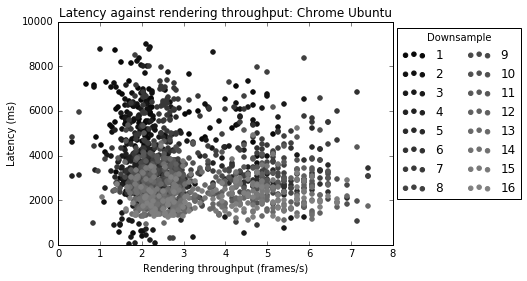 Latency against rendering throughput: Chrome Ubuntu
Latency (ms)
10000
8000
6000
4000
2000
0
0 1 2 3 4 5 6 7 8
Rendering throughput (frames/s)
Downsample
1 9
2 10
3 11
4 12
5 13
6 14
7 15
8 16